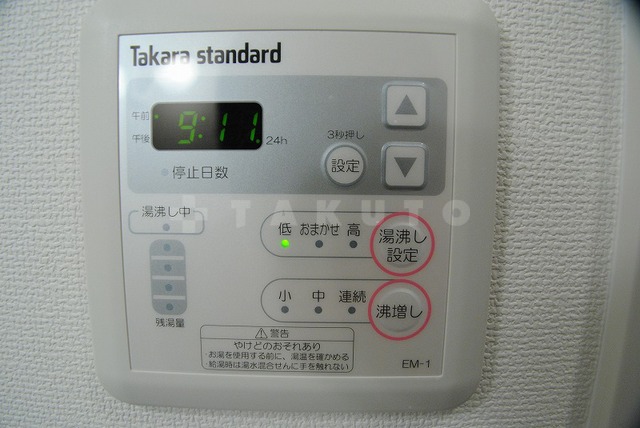 Takara standard
午前
9:11
午後
24h
3秒押し
設定
停止日数
TAKUTO
湯沸し中
低 おまかせ 高
湯沸し
設定
小 中 連続
沸増し
残湯量
警告
やけどのおそれあり
・お湯を使用する前に、湯温を確かめる
・給湯時は湯水混合せんに手を触れない
EM-1